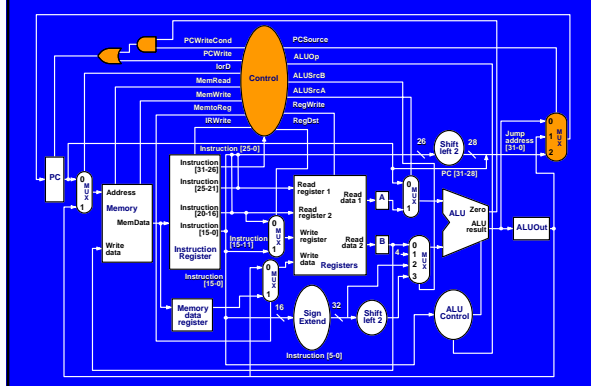 PCWriteCond
PCWrite
IorD
MemRead
MemWrite
MemtoReg
IRWrite
Control
PCSource
ALUOp
ALUSrcB
ALUSrcA
RegWrite
RegDst
Instruction [25-0]
26
Shift
left 2
28
Jump
address
[31-0]
0
1
2
M
U
X
PC [31-28]
PC
0
1
M
U
X
Address
Memory
MemData
Write
data
Instruction
[31-26]
Instruction
[25-21]
Instruction
[20-16]
Instruction
[15-0]
Instruction
Register
Instruction
[15-0]
Instruction
[15-11]
0
1
M
U
X
Memory
data
register
0
1
M
U
X
Read
register 1
Read
register 2
Write
register
Write
data
Read
data 1
Read
data 2
Registers
A
B
0
1
M
U
X
4
0
1
2
3
M
U
X
Zero
ALU
ALU
result
ALUOut
16
Sign
Extend
32
Shift
left 2
ALU
Control
Instruction [5-0]